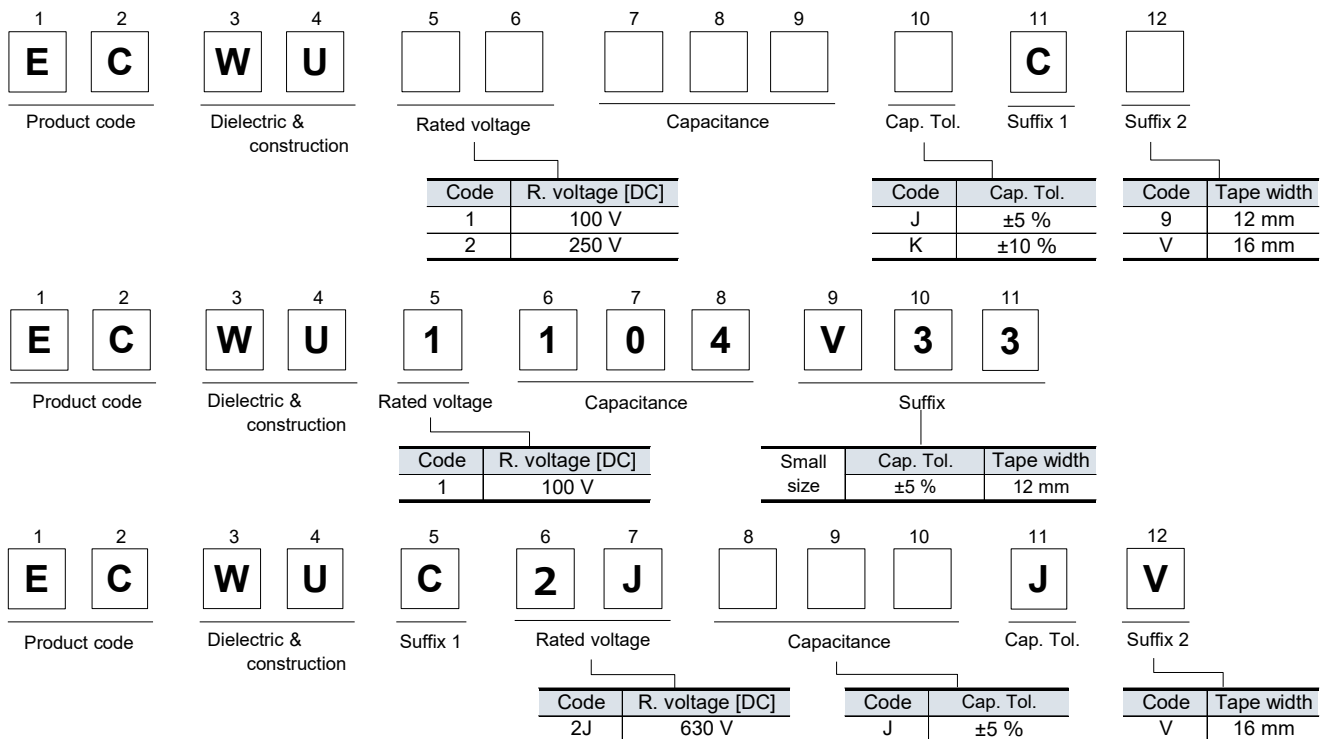 1 2 3 4 5 6 7 8 9 10 11 12
E C W U C
Product code Dielectric & construction Rated voltage Capacitance Cap. Tol. Suffix 1 Suffix 2
Code R. voltage [DC] Code Cap. Tol. Code Tape width
1 100 V J ±5 % 9 12 mm
2 250 V K ±10 % V 16 mm
1 2 3 4 5 6 7 8 9 10 11
E C W U 1 1 0 4 V 3 3
Product code Dielectric & construction Rated voltage Capacitance Suffix
Code R. voltage [DC] Small size Cap. Tol. Tape width
1 100 V ±5 % 12 mm
1 2 3 4 5 6 7 8 9 10 11 12
E C W U C 2 J J V
Product code Dielectric & construction Suffix 1 Rated voltage Capacitance Cap. Tol. Suffix 2
Code R. voltage [DC] Code Cap. Tol. Code Tape width
2J 630 V J ±5 % V 16 mm